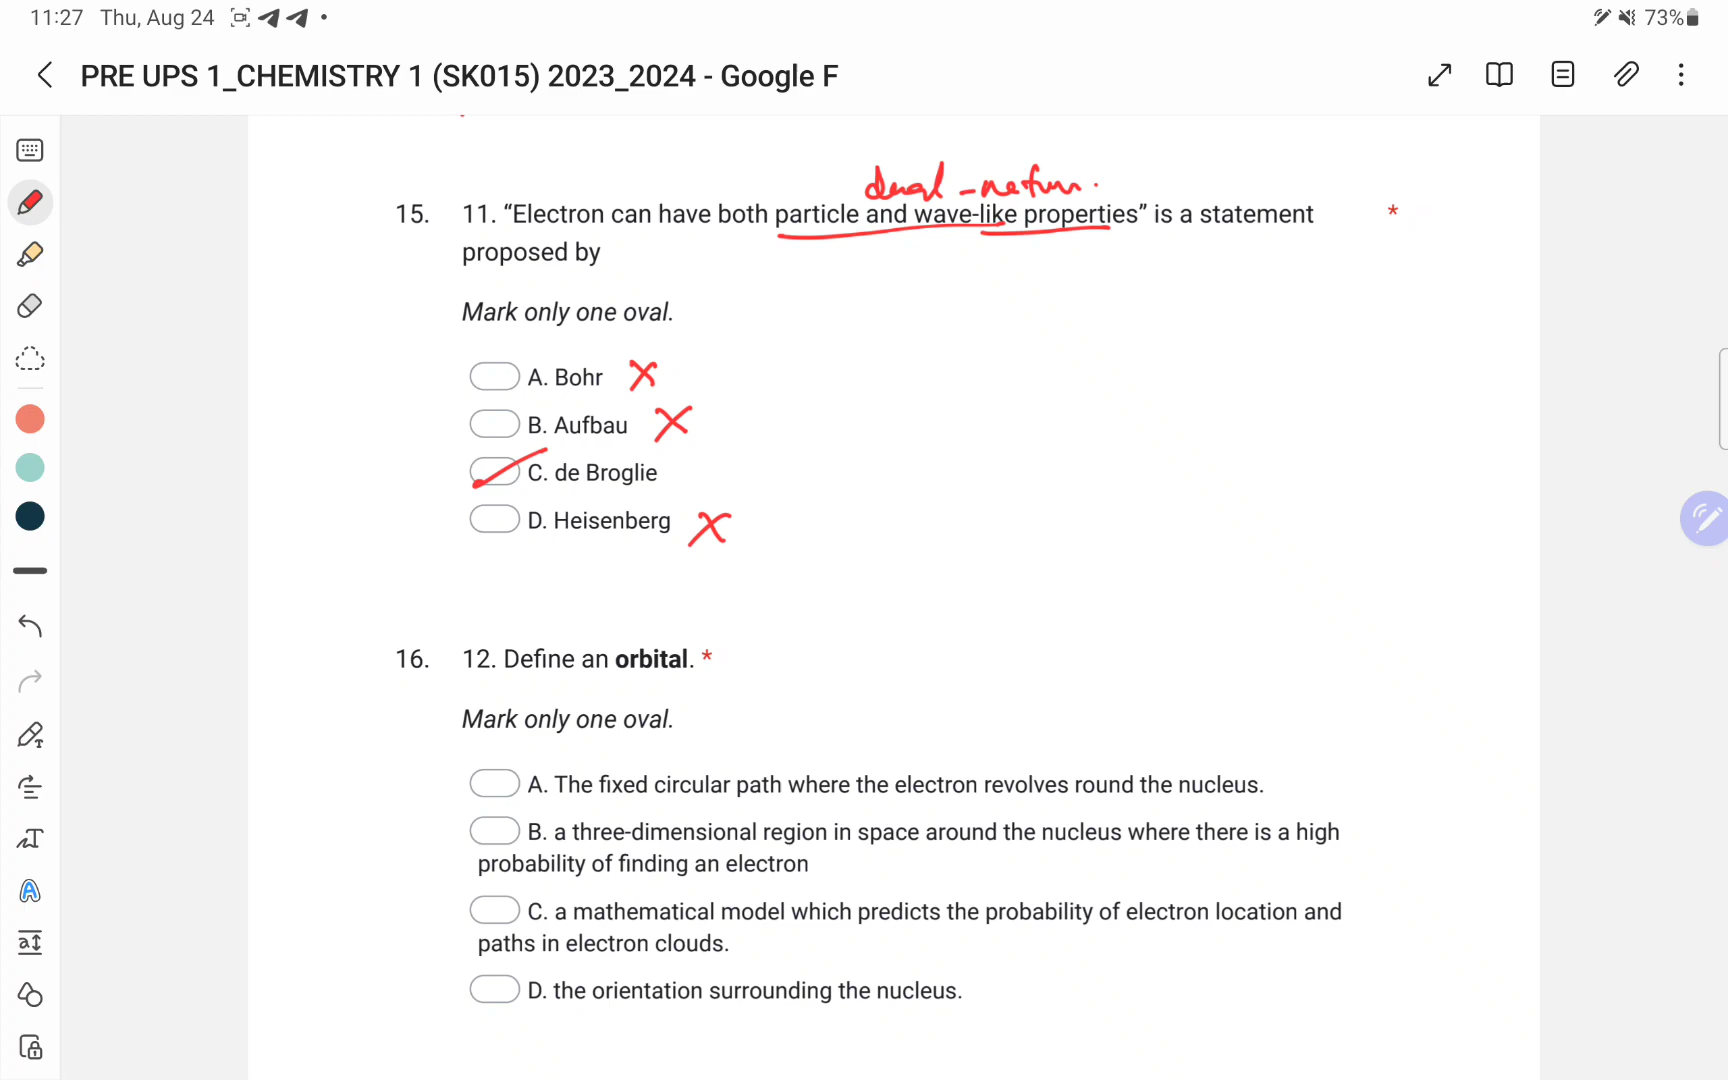 11:27 Thu, Aug 24
73%
PRE UPS 1_CHEMISTRY 1 (SK015) 2023_2024 - Google F
dual - nature.
15. 11. “Electron can have both particle and wave-like properties” is a statement *
proposed by
Mark only one oval.
A. Bohr
B. Aufbau
C. de Broglie
D. Heisenberg
16. 12. Define an orbital. *
Mark only one oval.
A. The fixed circular path where the electron revolves round the nucleus.
B. a three-dimensional region in space around the nucleus where there is a high
probability of finding an electron
C. a mathematical model which predicts the probability of electron location and
paths in electron clouds.
D. the orientation surrounding the nucleus.